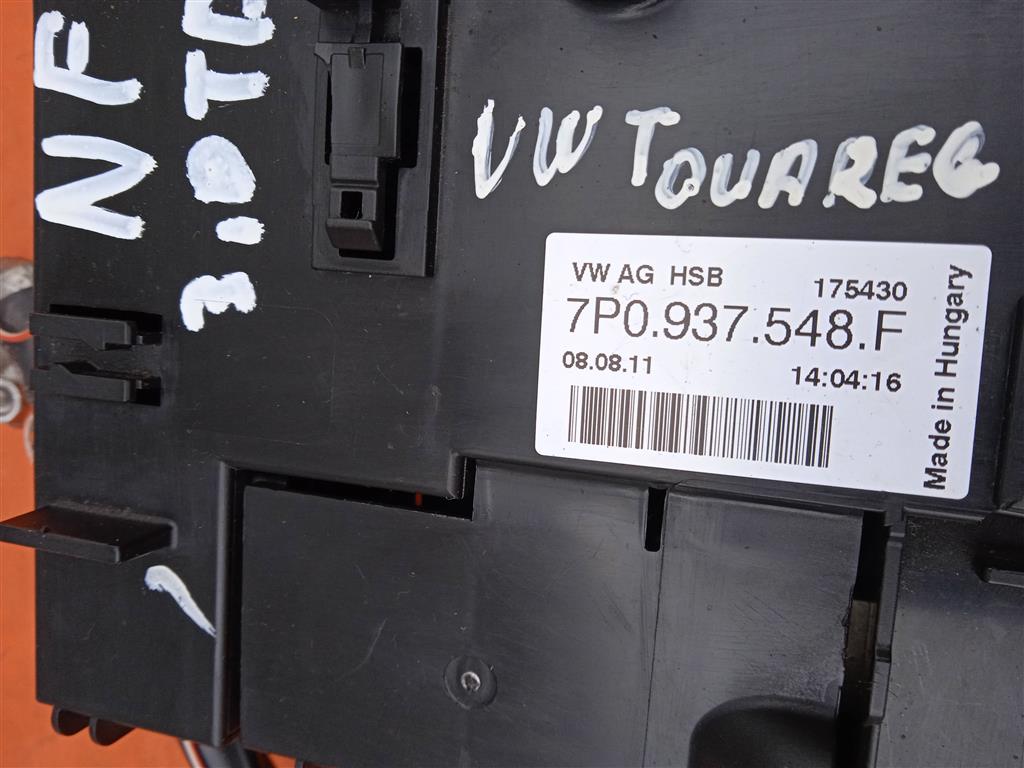 VW TOUAREG
NF
3.0TD
VW AG HSB 175430
7P0.937.548.F
08.08.11 14:04:16
Made in Hungary